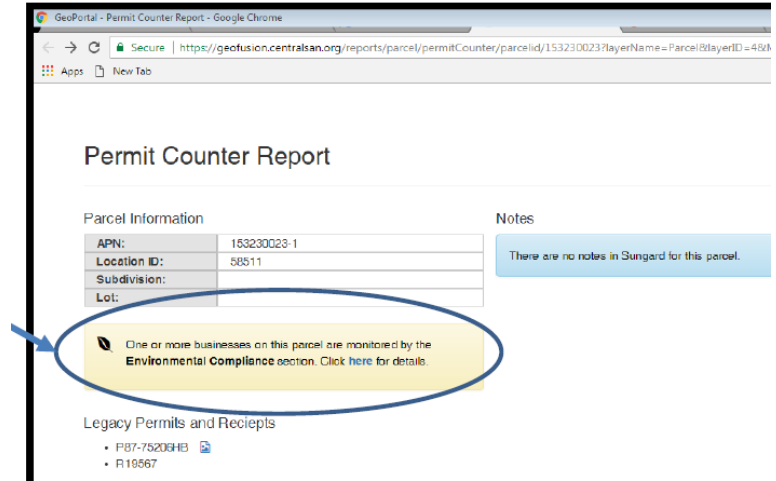 GeoPortal - Permit Counter Report - Google Chrome
Secure | https://geofusion.centralsan.org/reports/parcel/permitCounter/parcelid/153230023?layerName=Parcel&layerID=4&M
Apps New Tab
Permit Counter Report
Parcel Information
APN: 153230023-1
Location ID: 58511
Subdivision:
Lot:
One or more businesses on this parcel are monitored by the
Environmental Compliance section. Click here for details.
Notes
There are no notes in Sungard for this parcel.
Legacy Permits and Reciepts
• P87-75206HB
• R19567